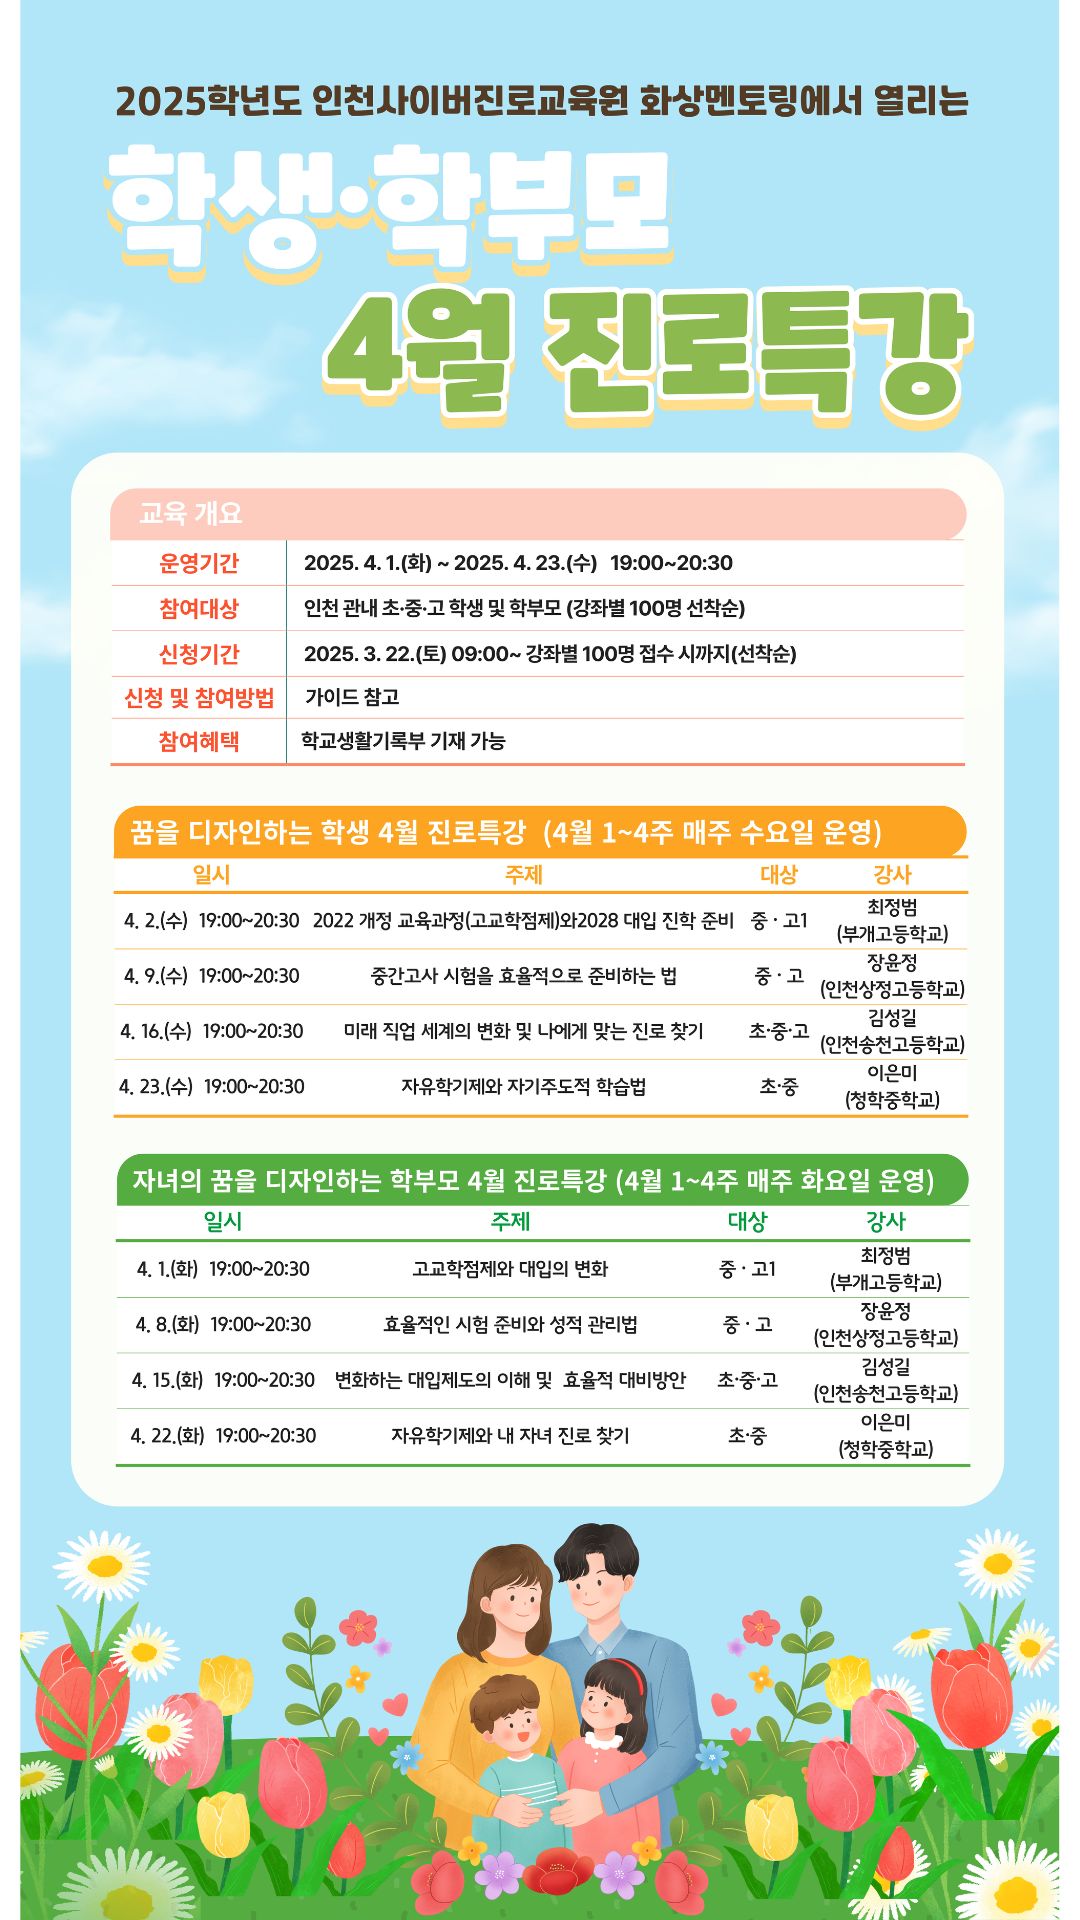 2025학년도 인천사이버진로교육원 화상멘토링에서 열리는
학생·학부모
4월 진로특강
교육 개요
운영기간 2025. 4. 1.(화) ~ 2025. 4. 23.(수) 19:00~20:30
참여대상 인천 관내 초·중·고 학생 및 학부모 (강좌별 100명 선착순)
신청기간 2025. 3. 22.(토) 09:00~ 강좌별 100명 접수 시까지(선착순)
신청 및 참여방법 가이드 참고
참여혜택 학교생활기록부 기재 가능
꿈을 디자인하는 학생 4월 진로특강 (4월 1~4주 매주 수요일 운영)
일시 주제 대상 강사
4. 2.(수) 19:00~20:30 2022 개정 교육과정(고교학점제)와2028 대입 진학 준비 중 · 고1 최정범
(부개고등학교)
4. 9.(수) 19:00~20:30 중간고사 시험을 효율적으로 준비하는 법 중 · 고 장윤정
(인천상정고등학교)
4. 16.(수) 19:00~20:30 미래 직업 세계의 변화 및 나에게 맞는 진로 찾기 초·중·고 김성길
(인천송천고등학교)
4. 23.(수) 19:00~20:30 자유학기제와 자기주도적 학습법 초·중 이은미
(청학중학교)
자녀의 꿈을 디자인하는 학부모 4월 진로특강 (4월 1~4주 매주 화요일 운영)
일시 주제 대상 강사
4. 1.(화) 19:00~20:30 고교학점제와 대입의 변화 중 · 고1 최정범
(부개고등학교)
4. 8.(화) 19:00~20:30 효율적인 시험 준비와 성적 관리법 중 · 고 장윤정
(인천상정고등학교)
4. 15.(화) 19:00~20:30 변화하는 대입제도의 이해 및 효율적 대비방안 초·중·고 김성길
(인천송천고등학교)
4. 22.(화) 19:00~20:30 자유학기제와 내 자녀 진로 찾기 초·중 이은미
(청학중학교)